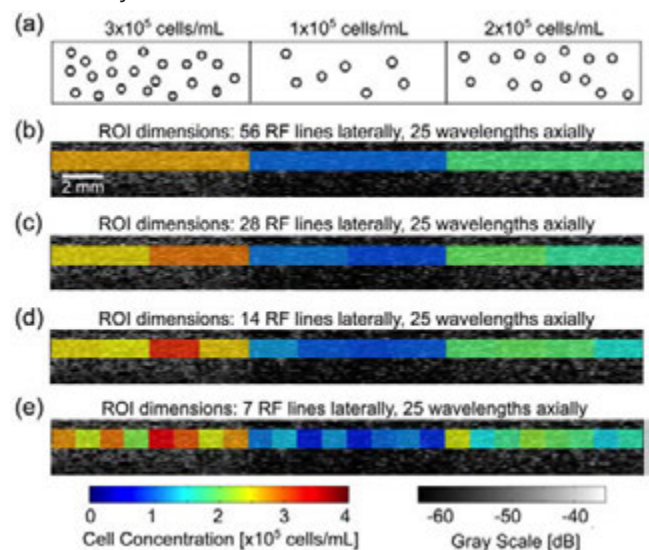 (a) 3x10⁵ cells/mL 1x10⁵ cells/mL 2x10⁵ cells/mL
(b) ROI dimensions: 56 RF lines laterally, 25 wavelengths axially
2 mm
(c) ROI dimensions: 28 RF lines laterally, 25 wavelengths axially
(d) ROI dimensions: 14 RF lines laterally, 25 wavelengths axially
(e) ROI dimensions: 7 RF lines laterally, 25 wavelengths axially
0 1 2 3 4 -60 -50 -40
Cell Concentration [x10⁵ cells/mL] Gray Scale [dB]